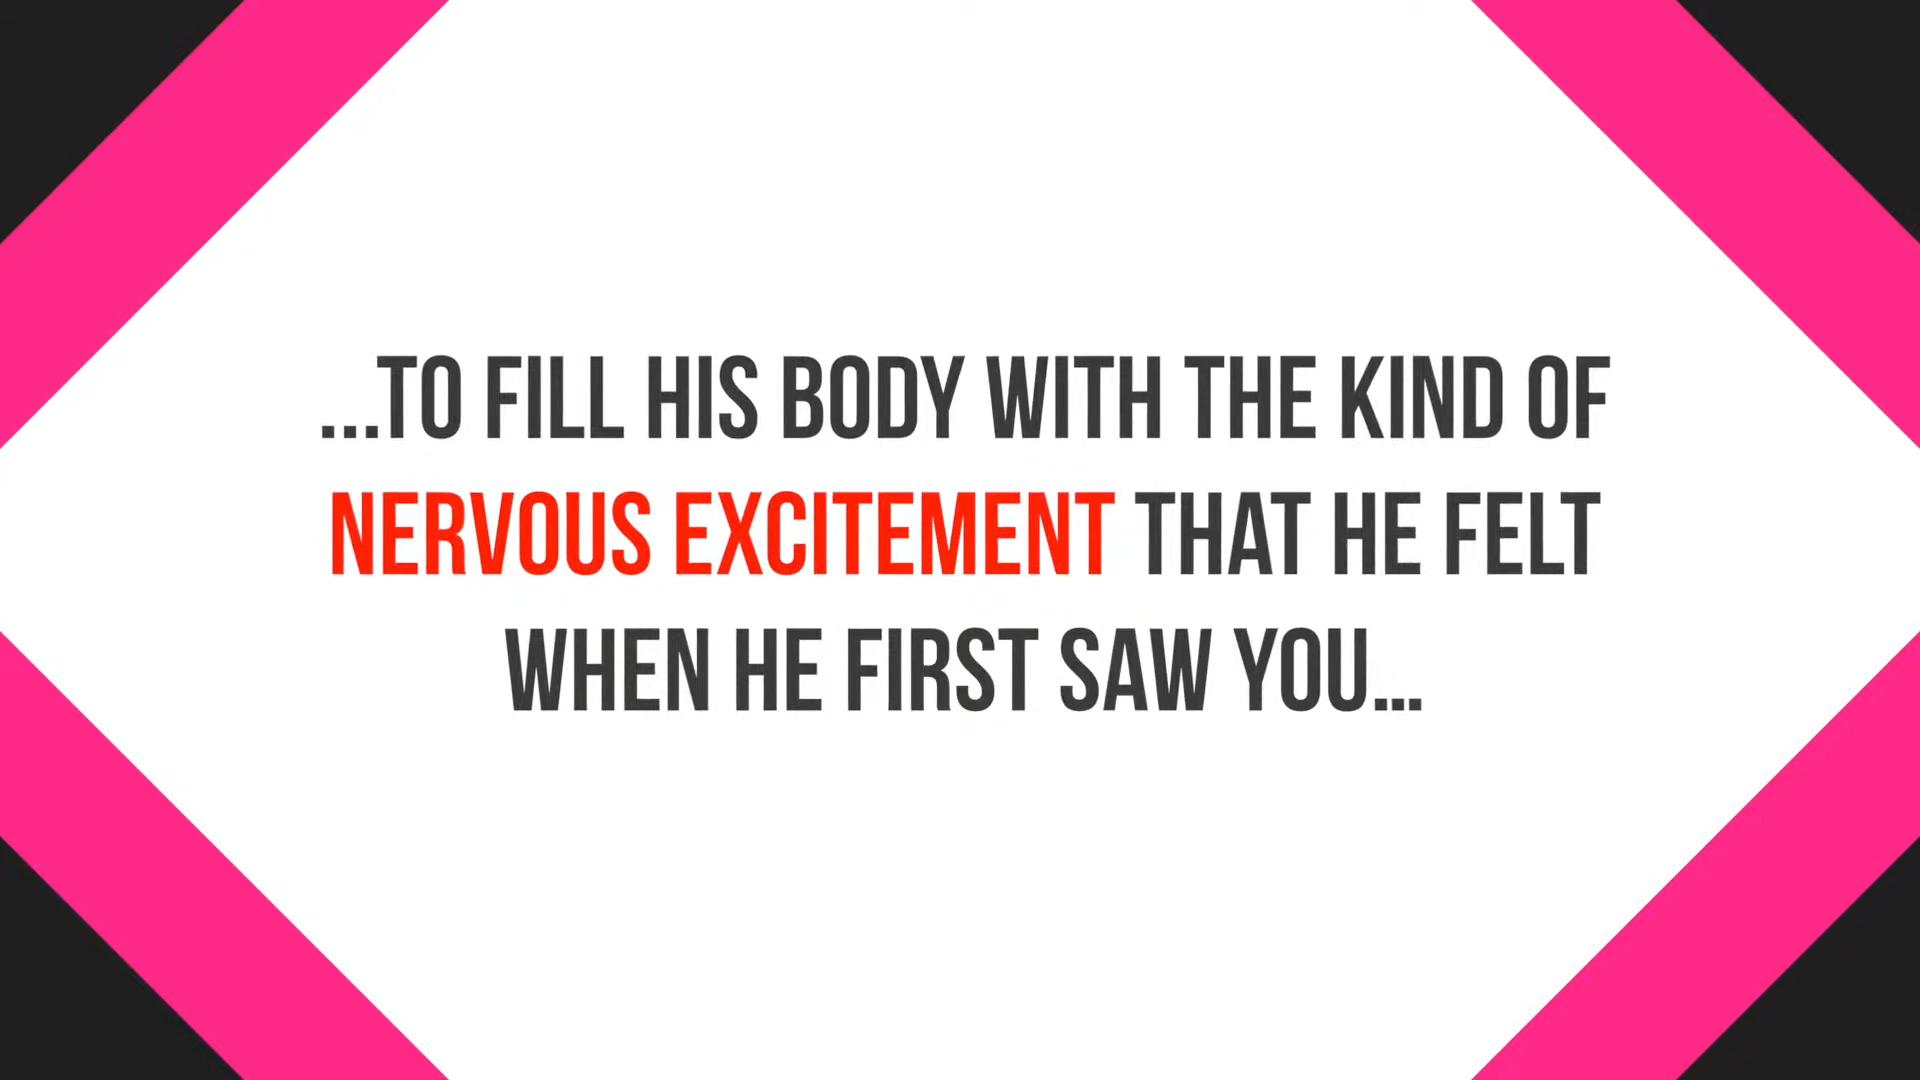 ...TO FILL HIS BODY WITH THE KIND OF
NERVOUS EXCITEMENT THAT HE FELT
WHEN HE FIRST SAW YOU...